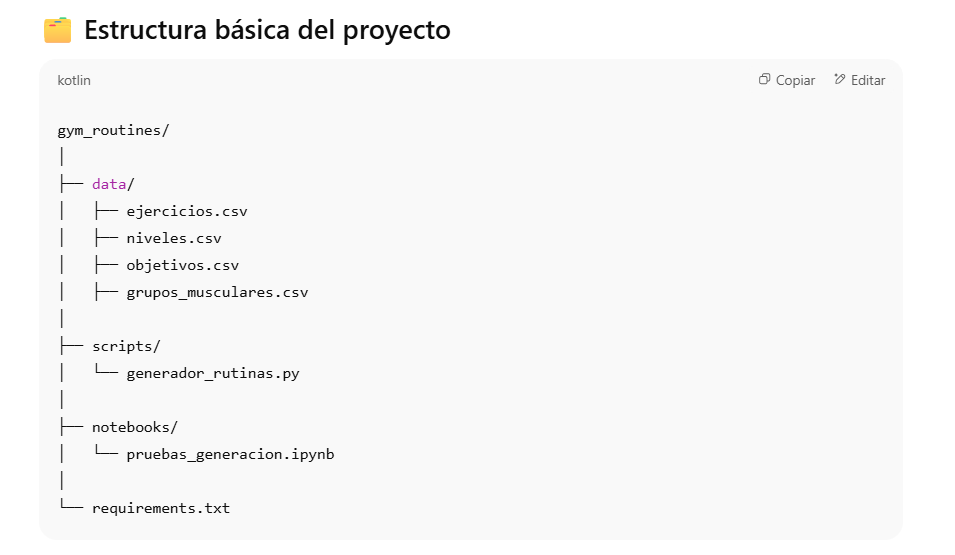 Estructura básica del proyecto
kotlin
Copiar
Editar
gym_routines/
│
├── data/
│   ├── ejercicios.csv
│   ├── niveles.csv
│   ├── objetivos.csv
│   ├── grupos_musculares.csv
│
├── scripts/
│   └── generador_rutinas.py
│
├── notebooks/
│   └── pruebas_generacion.ipynb
│
└── requirements.txt